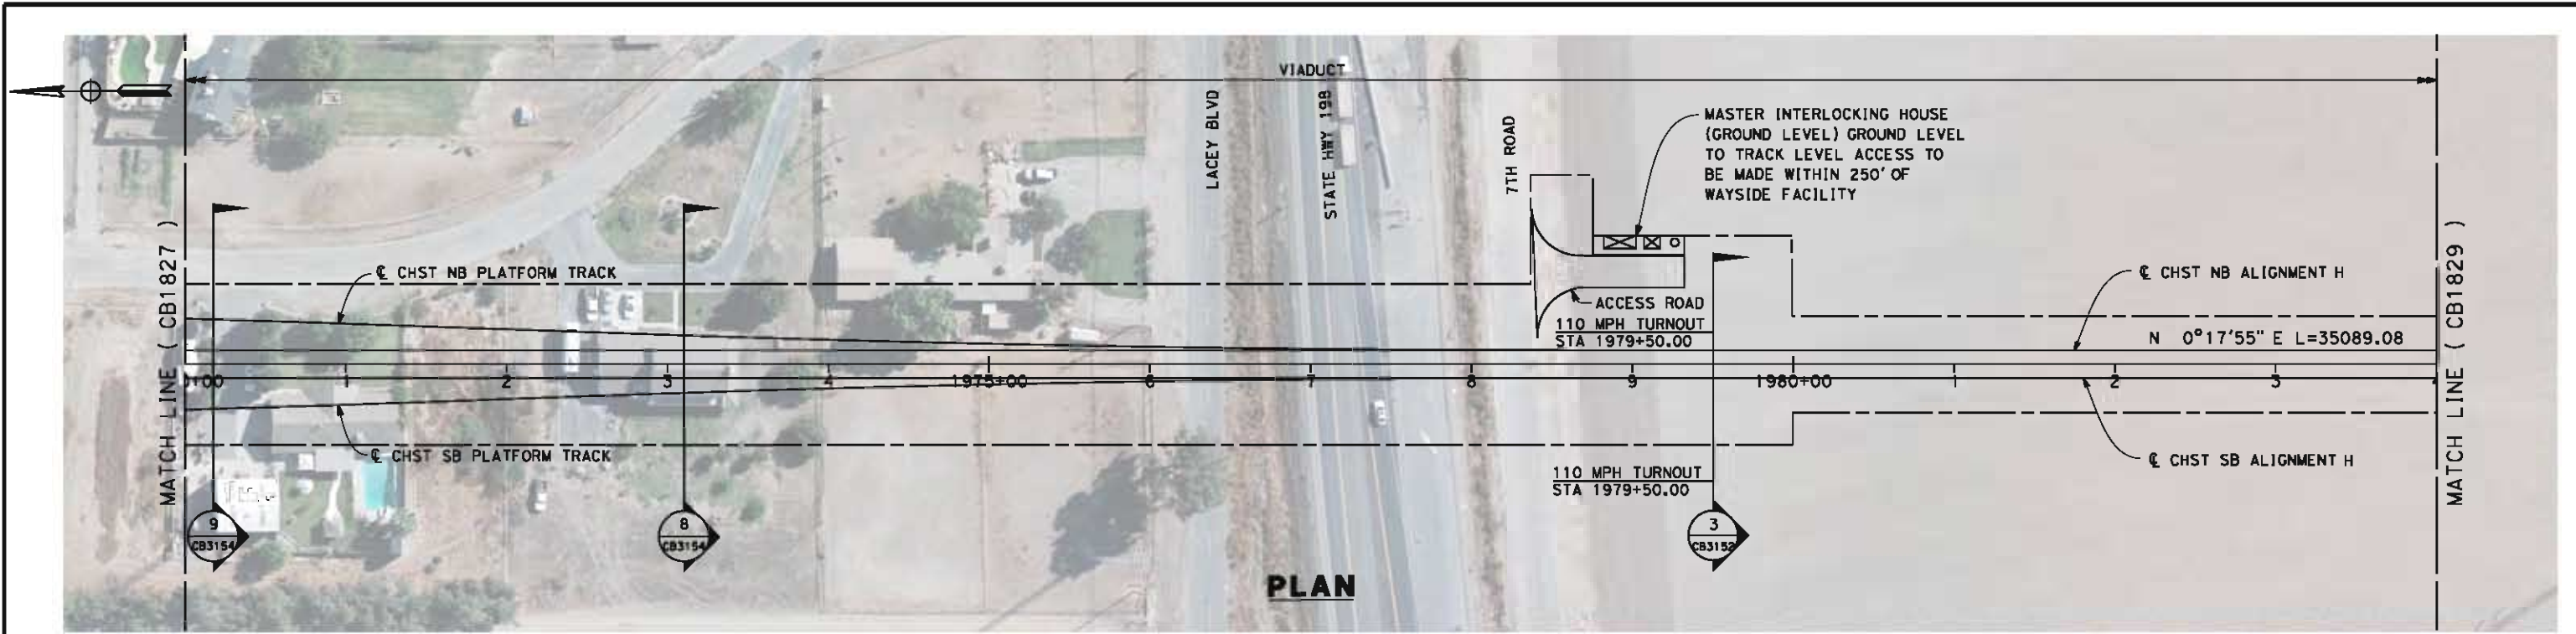 VIADUCT
LACEY BLVD
STATE HWY 198
7TH ROAD
MASTER INTERLOCKING HOUSE
(GROUND LEVEL) GROUND LEVEL
TO TRACK LEVEL ACCESS TO
BE MADE WITHIN 250' OF
WAYSIDE FACILITY
MATCH LINE ( CB1827 )
℄ CHST NB PLATFORM TRACK
ACCESS ROAD
110 MPH TURNOUT
STA 1979+50.00
℄ CHST NB ALIGNMENT H
N 0°17'55" E L=35089.08
MATCH LINE ( CB1829 )
0+00 1 2 3 4 1975+00 6 7 8 9 1980+00 1 2 3 4
℄ CHST SB PLATFORM TRACK
℄ CHST SB ALIGNMENT H
110 MPH TURNOUT
STA 1979+50.00
9
CB3154
8
CB3154
3
CB3152
PLAN